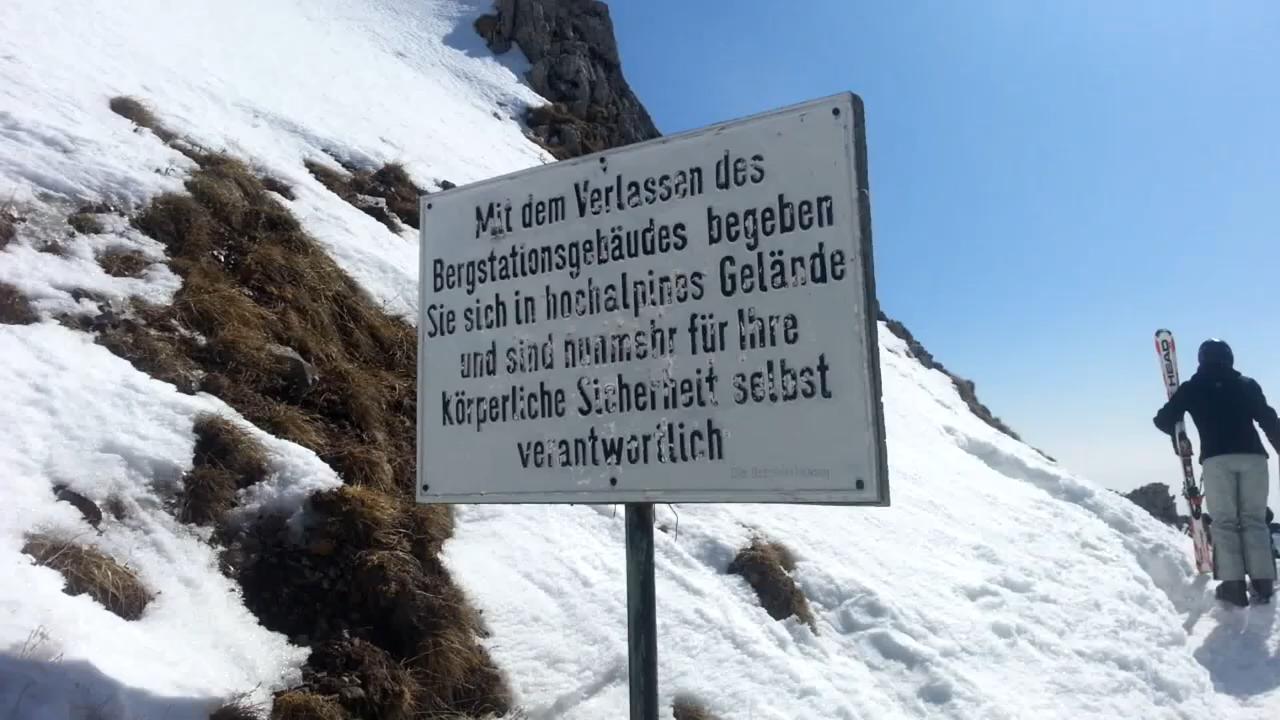 Mit dem Verlassen des
Bergstationsgebäudes begeben
Sie sich in hochalpines Gelände
und sind nunmehr für Ihre
körperliche Sicherheit selbst
verantwortlich
HEAD